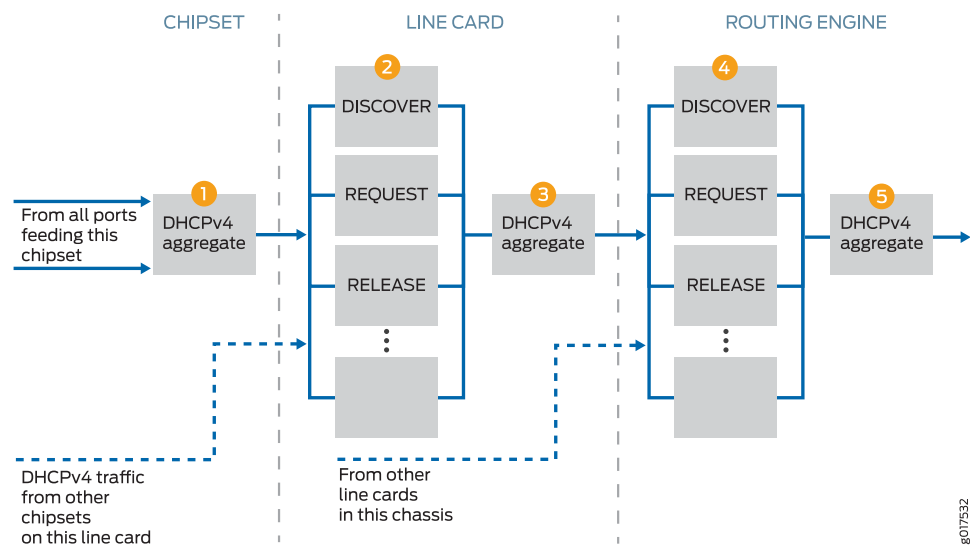 CHIPSET
LINE CARD
ROUTING ENGINE
1
From all ports
feeding this
chipset
DHCPv4
aggregate
2
DISCOVER
REQUEST
RELEASE
3
DHCPv4
aggregate
4
DISCOVER
REQUEST
RELEASE
5
DHCPv4
aggregate
DHCPv4 traffic
from other
chipsets
on this line card
From other
line cards
in this chassis
g017532